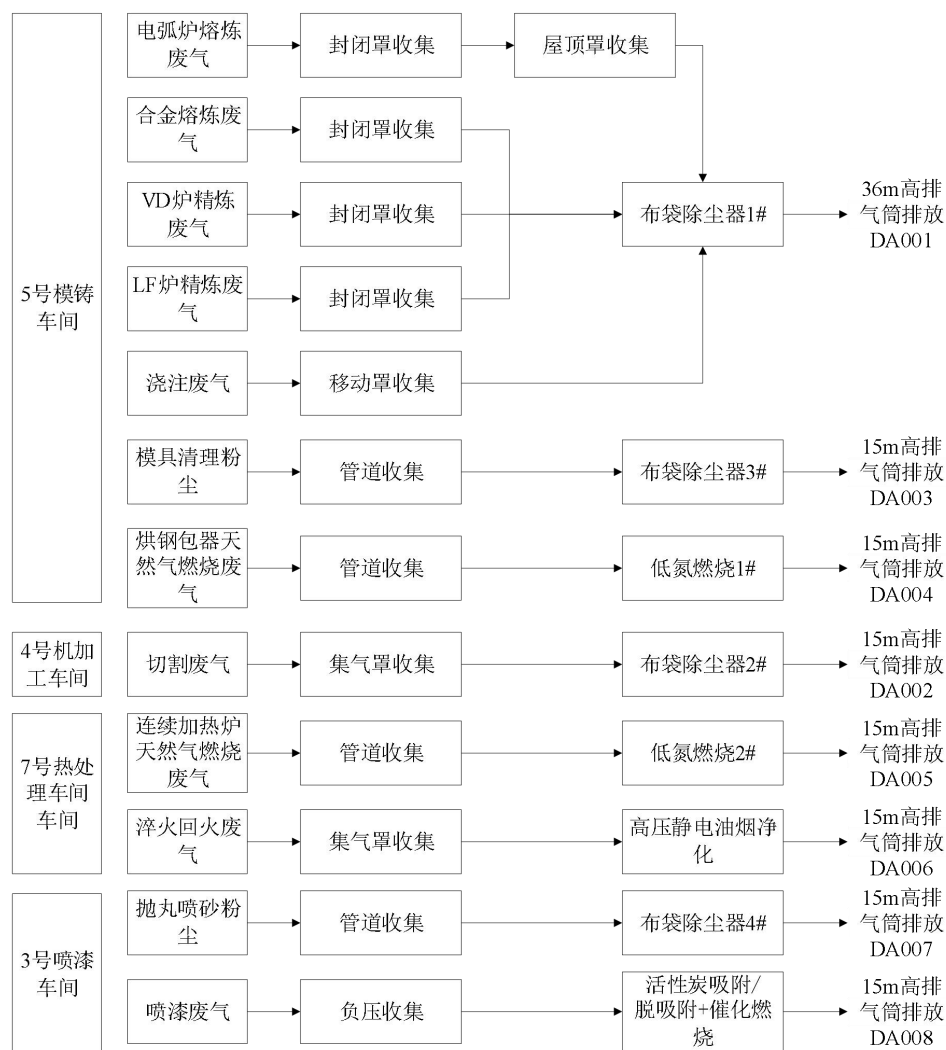 电弧炉熔炼
废气
封闭罩收集
屋顶罩收集
合金熔炼废
气
封闭罩收集
VD炉精炼
废气
封闭罩收集
布袋除尘器1#
36m高排
气筒排放
DA001
5号模铸
车间
LF炉精炼废
气
封闭罩收集
浇注废气
移动罩收集
模具清理粉
尘
管道收集
布袋除尘器3#
15m高排
气筒排放
DA003
烘钢包器天
然气燃烧废
气
管道收集
低氮燃烧1#
15m高排
气筒排放
DA004
4号机加
工车间
切割废气
集气罩收集
布袋除尘器2#
15m高排
气筒排放
DA002
7号热处
理车间
车间
连续加热炉
天然气燃烧
废气
管道收集
低氮燃烧2#
15m高排
气筒排放
DA005
淬火回火废
气
集气罩收集
高压静电油烟净
化
15m高排
气筒排放
DA006
3号喷漆
车间
抛丸喷砂粉
尘
管道收集
布袋除尘器4#
15m高排
气筒排放
DA007
喷漆废气
负压收集
活性炭吸附/
脱吸附+催化燃
烧
15m高排
气筒排放
DA008